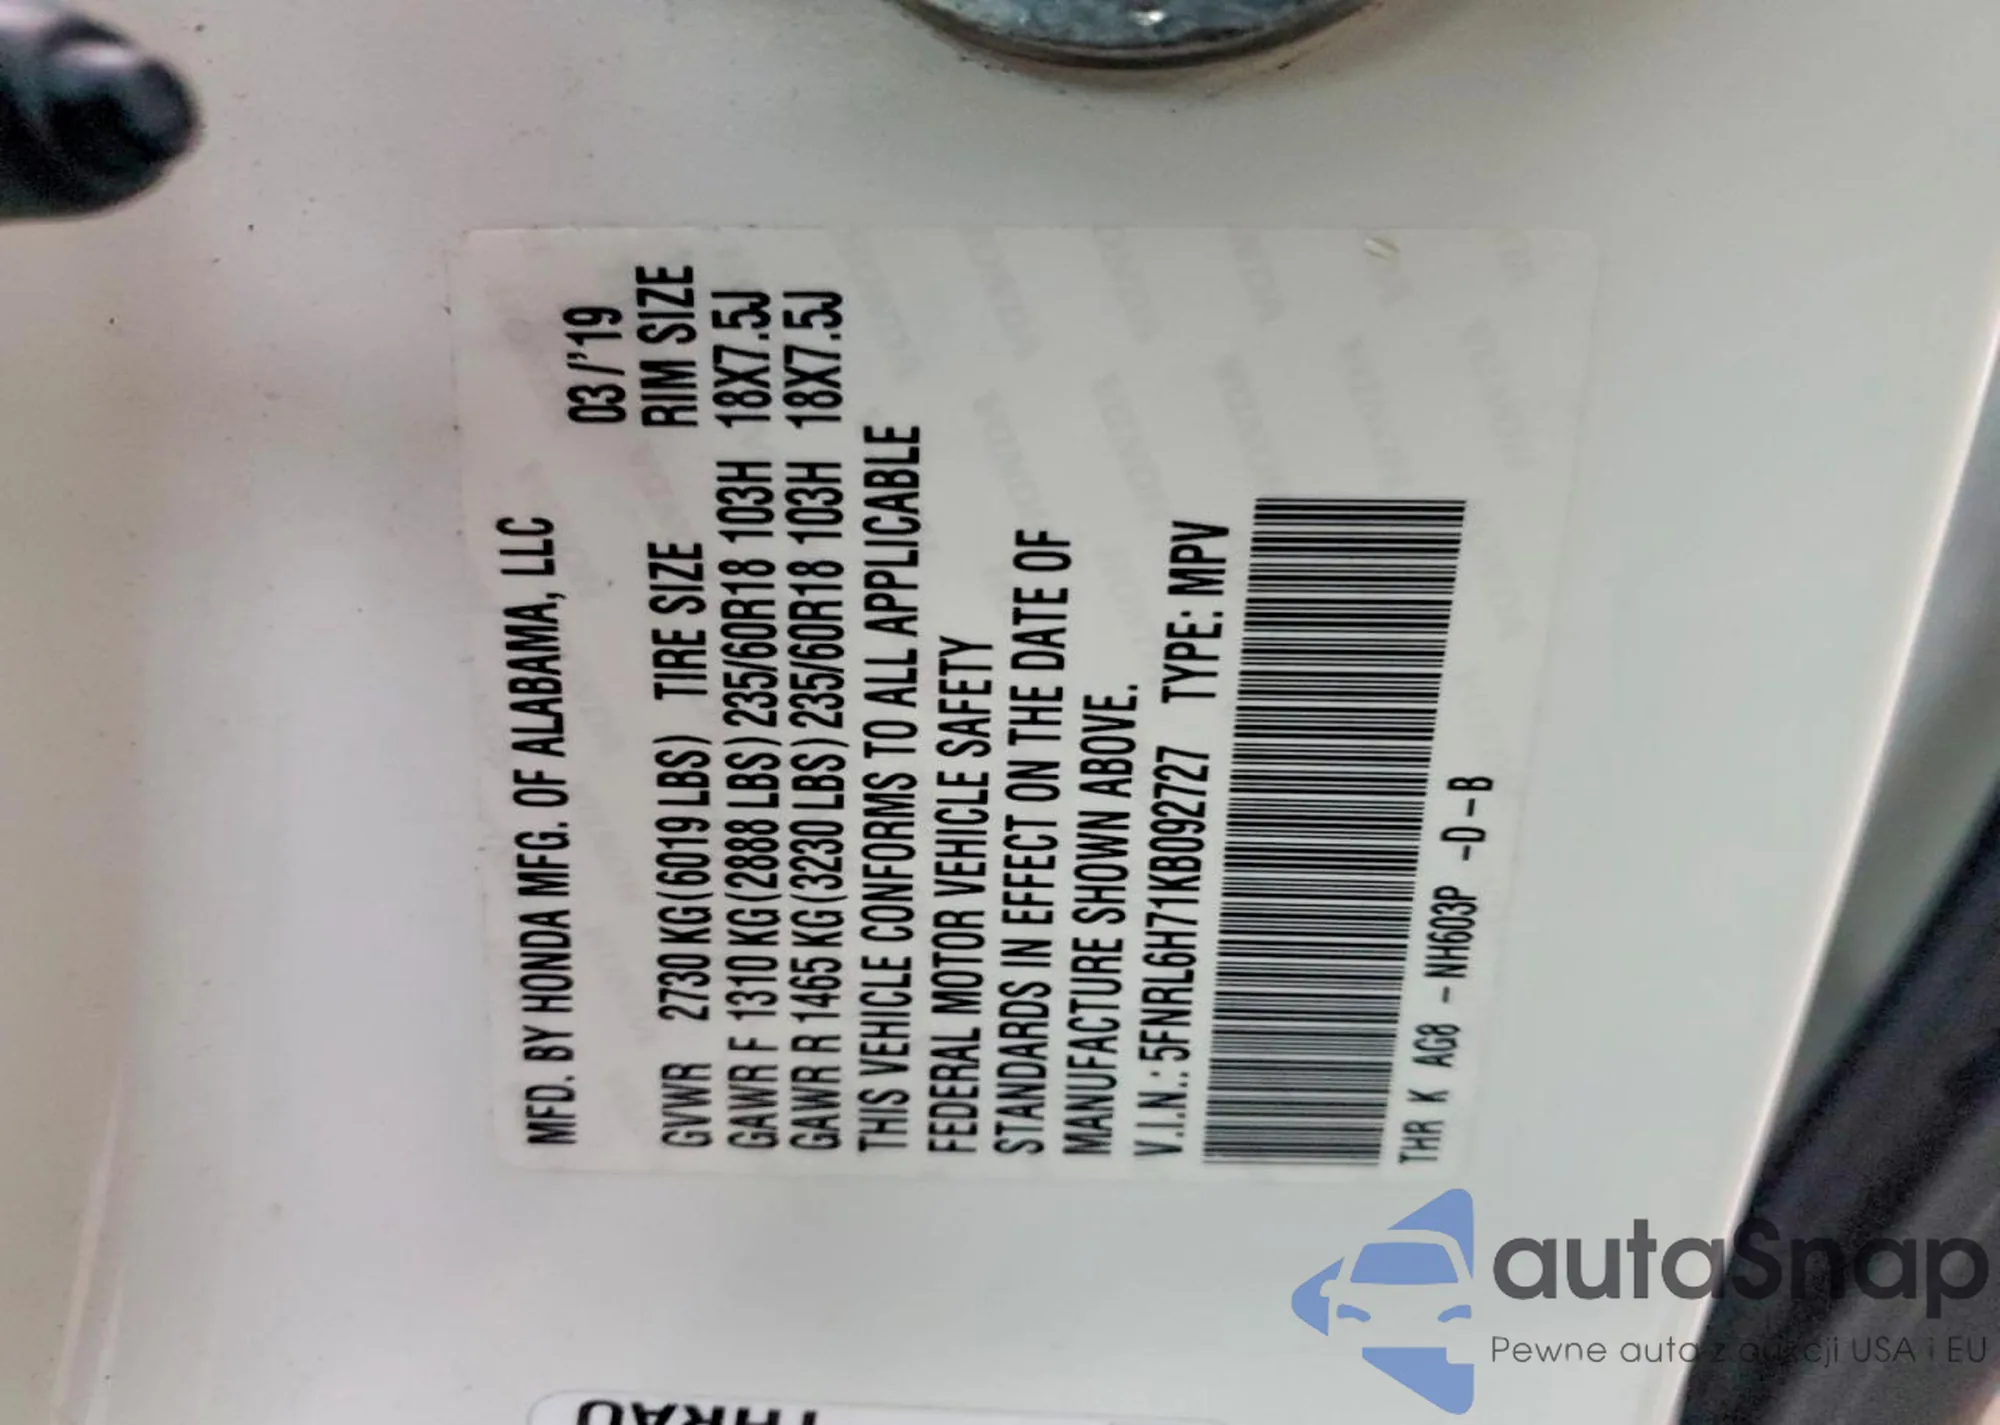 MFD. BY HONDA MFG. OF ALABAMA, LLC
03/'19
GVWR 2730 KG(6019 LBS) TIRE SIZE RIM SIZE
GAWR F 1310 KG(2888 LBS) 235/60R18 103H 18X7.5J
GAWR R 1465 KG(3230 LBS) 235/60R18 103H 18X7.5J
THIS VEHICLE CONFORMS TO ALL APPLICABLE
FEDERAL MOTOR VEHICLE SAFETY
STANDARDS IN EFFECT ON THE DATE OF
MANUFACTURE SHOWN ABOVE.
V.I.N.: 5FNRL6H71KB092727 TYPE: MPV
THR K AG8 -NH603P -D-B
autaSnap
Pewne auta z aukcji USA i EU